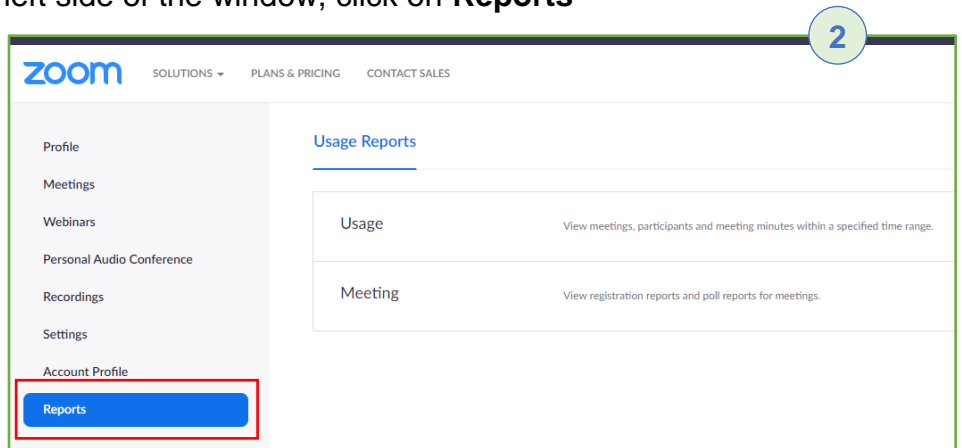 left side of the window, click on Reports
2
zoom SOLUTIONS PLANS & PRICING CONTACT SALES
Profile
Meetings
Webinars
Personal Audio Conference
Recordings
Settings
Account Profile
Reports
Usage Reports
Usage View meetings, participants and meeting minutes within a specified time range.
Meeting View registration reports and poll reports for meetings.